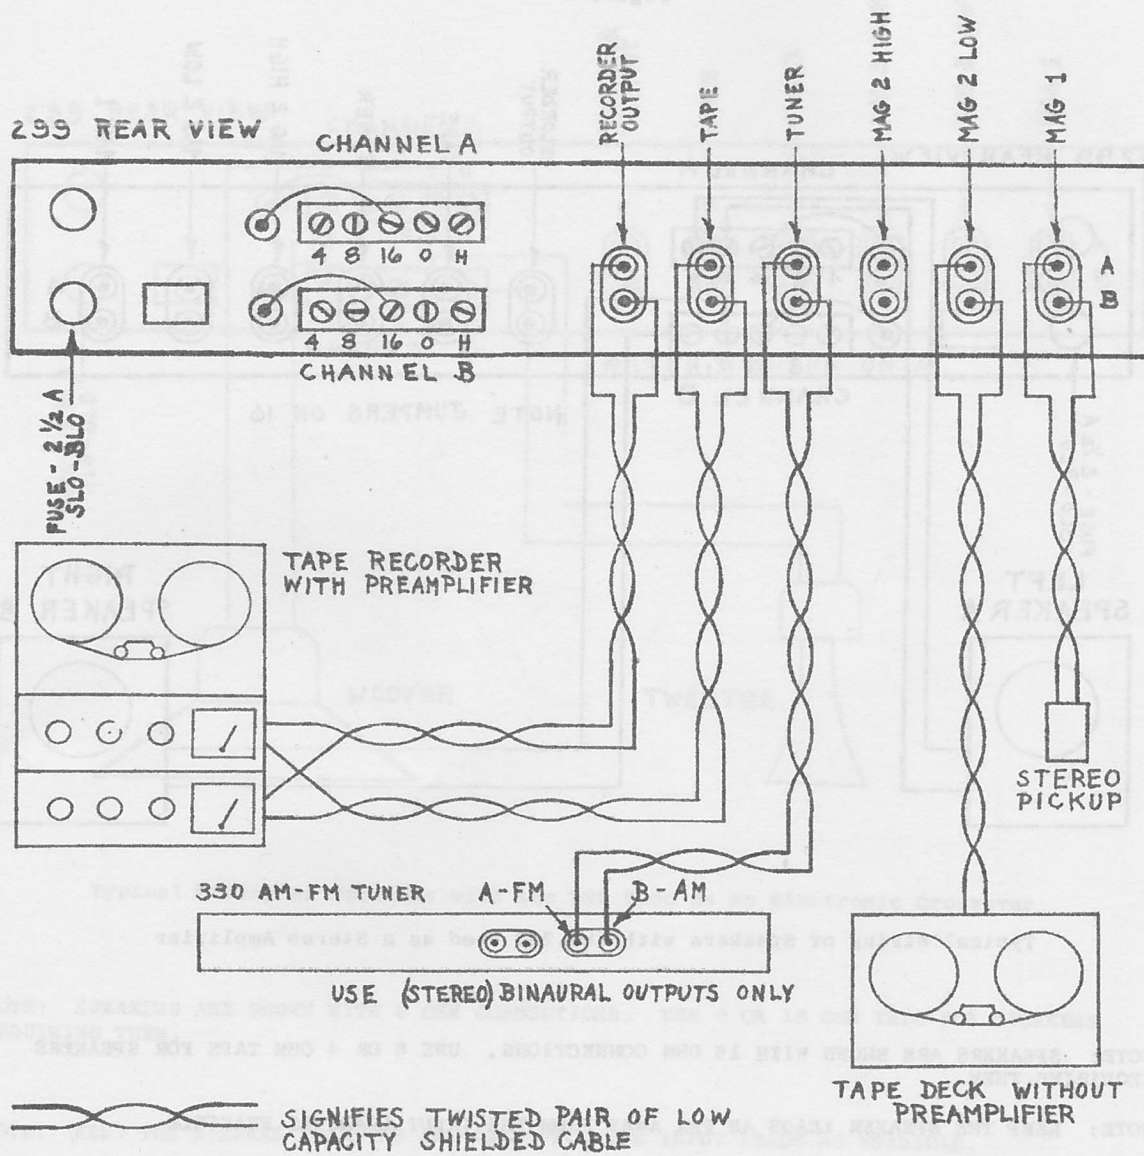 299 REAR VIEW
CHANNEL A
RECORDER
OUTPUT
TAPE
TUNER
MAG 2 HIGH
MAG 2 LOW
MAG 1
4 8 16 0 H
A
B
4 8 16 0 H
CHANNEL B
FUSE - 2½ A
SLO-BLO
TAPE RECORDER
WITH PREAMPLIFIER
STEREO
PICKUP
330 AM-FM TUNER
A-FM
B-AM
USE (STEREO) BINAURAL OUTPUTS ONLY
TAPE DECK WITHOUT
PREAMPLIFIER
SIGNIFIES TWISTED PAIR OF LOW
CAPACITY SHIELDED CABLE